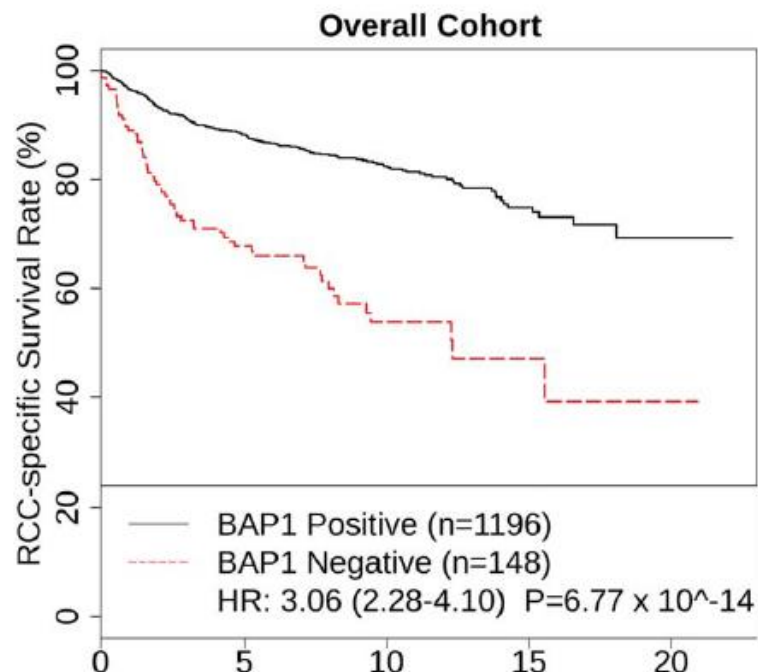 Overall Cohort
RCC-specific Survival Rate (%)
100
80
60
40
20
0
BAP1 Positive (n=1196)
BAP1 Negative (n=148)
HR: 3.06 (2.28-4.10) P=6.77 x 10^-14
0 5 10 15 20